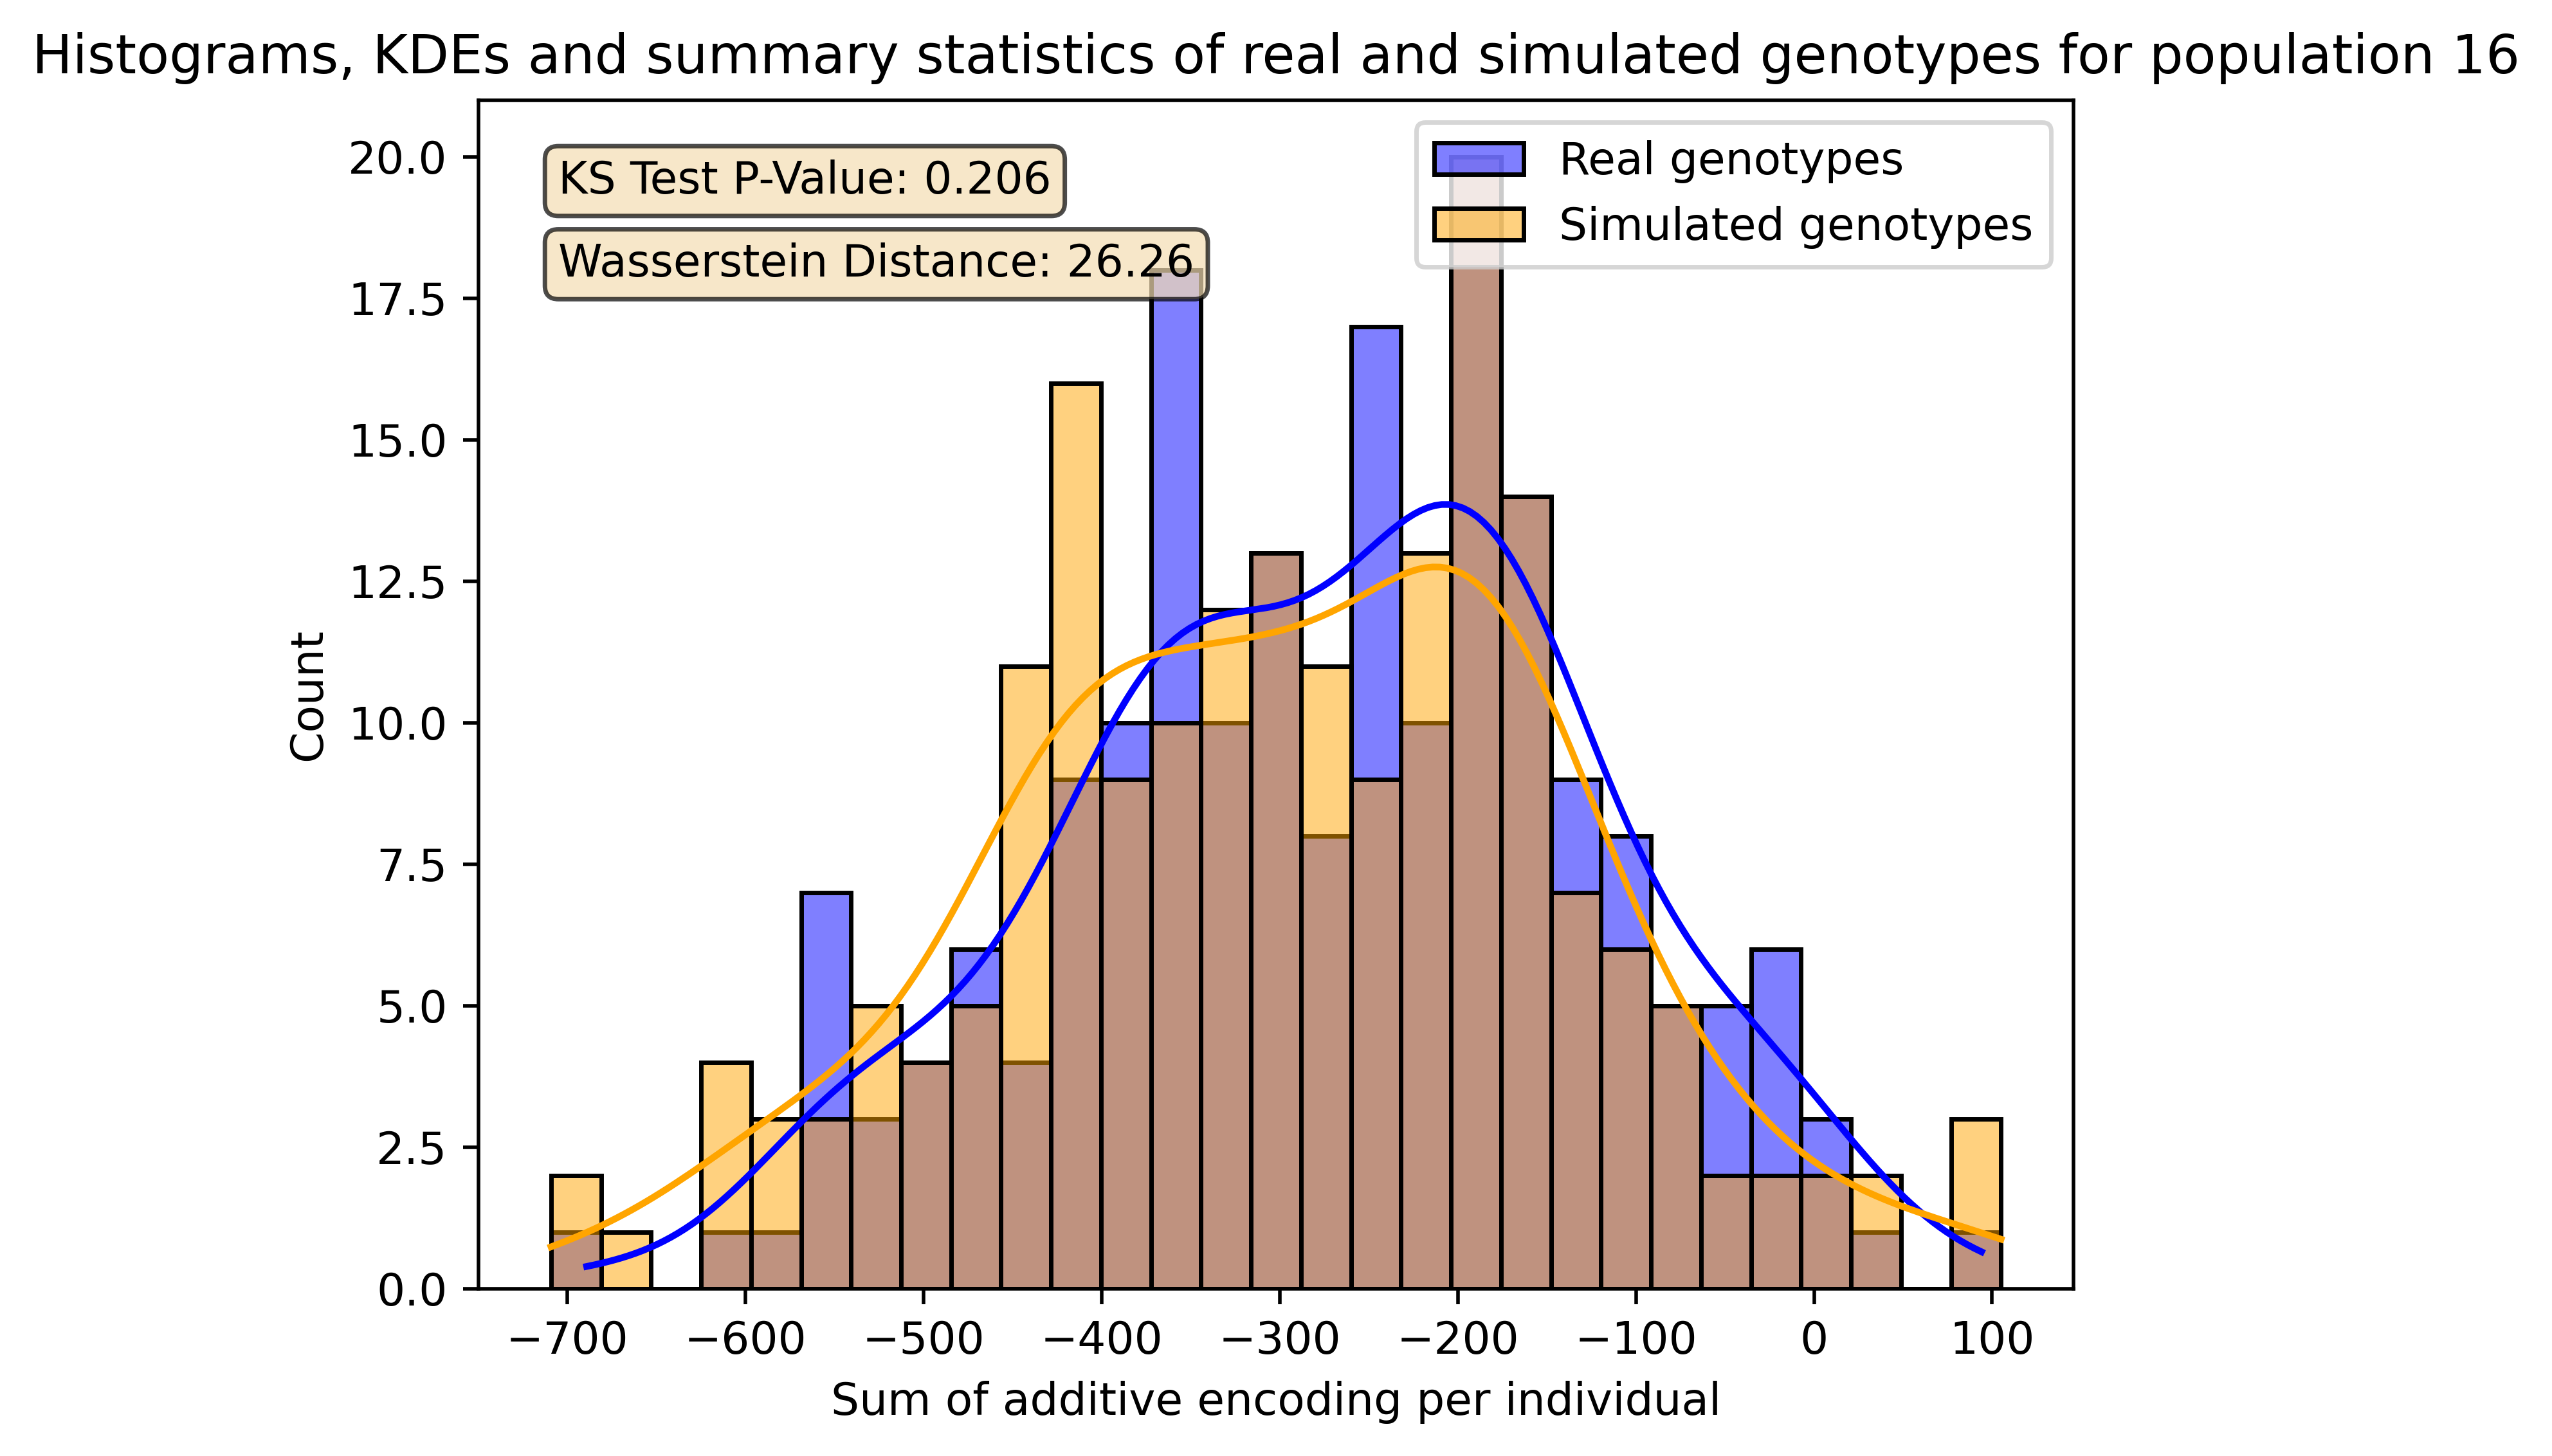 Histograms, KDEs and summary statistics of real and simulated genotypes for population 16
KS Test P-Value: 0.206
Wasserstein Distance: 26.26
Real genotypes
Simulated genotypes
Count
20.0
17.5
15.0
12.5
10.0
7.5
5.0
2.5
0.0
−700 −600 −500 −400 −300 −200 −100 0 100
Sum of additive encoding per individual